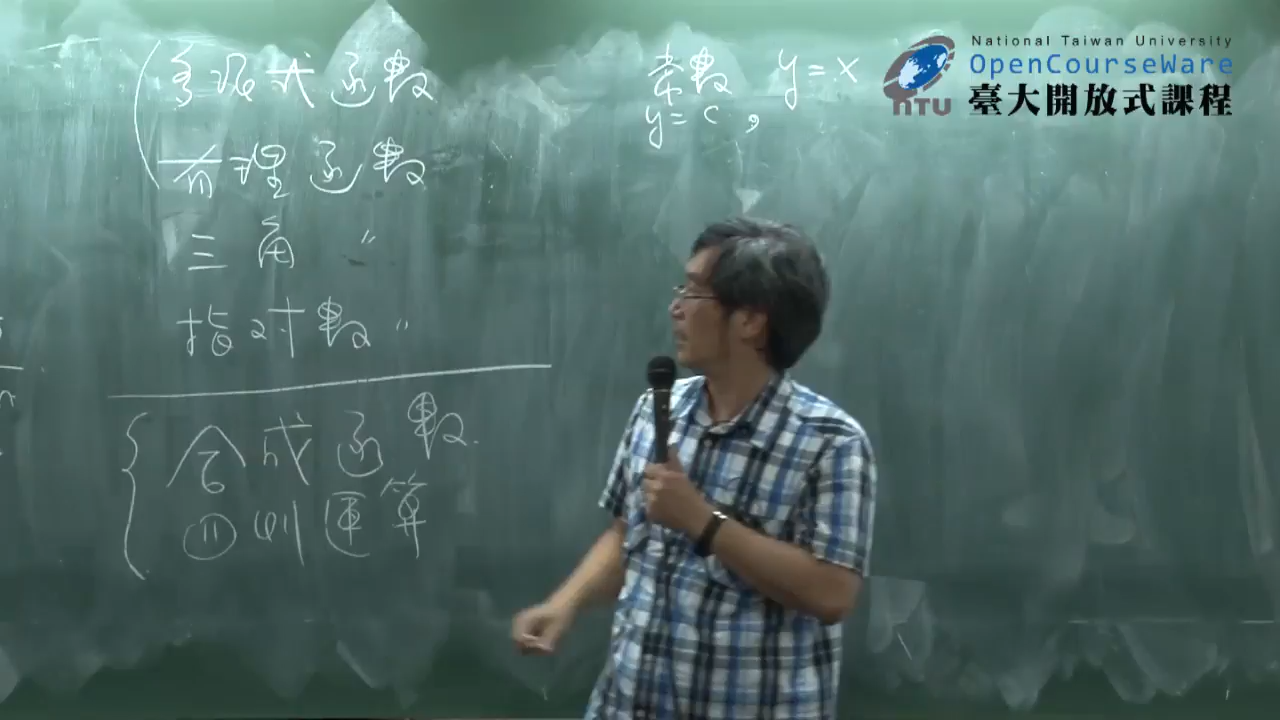 多項式函數
有理函數
三角〃
指対數〃
合成函數.
四則運算
常數 y=x
y=c,
National Taiwan University
OpenCourseWare
臺大開放式課程
NTU